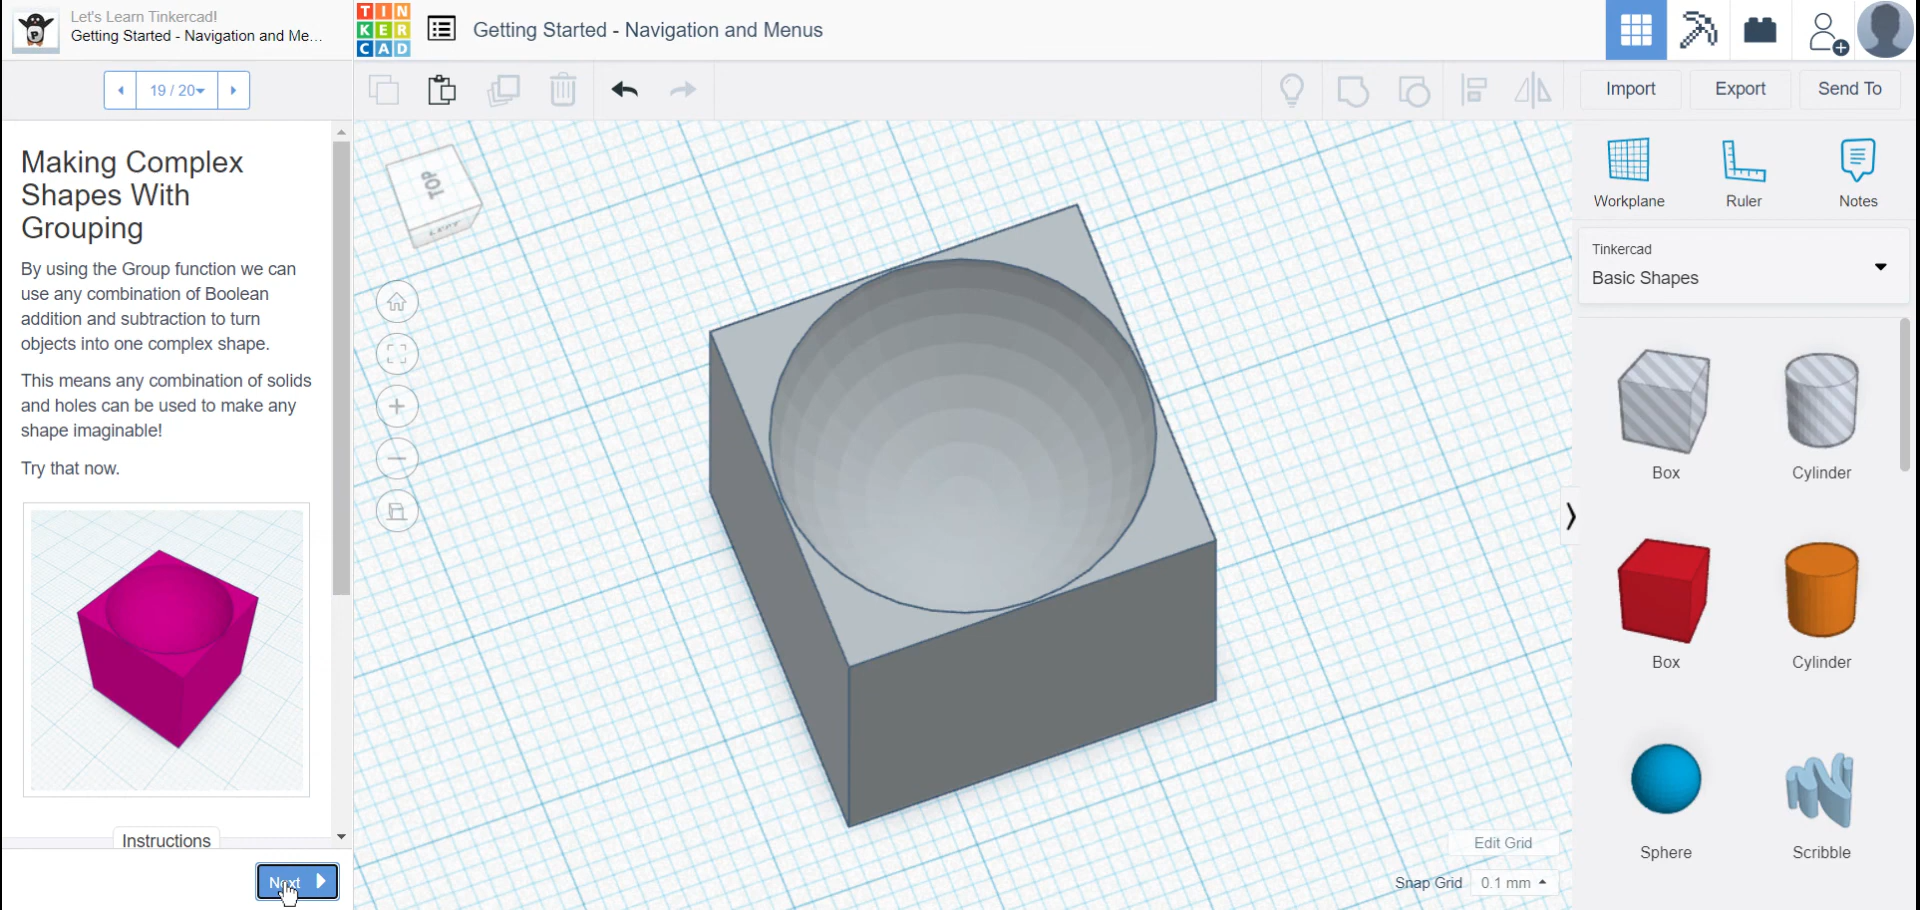 Let's Learn Tinkercad!
Getting Started - Navigation and Me...
TIN
KER
CAD
Getting Started - Navigation and Menus
19 / 20
Import
Export
Send To
Making Complex
Shapes With
Grouping
By using the Group function we can
use any combination of Boolean
addition and subtraction to turn
objects into one complex shape.
This means any combination of solids
and holes can be used to make any
shape imaginable!
Try that now.
Instructions
Next
TOP
LEFT
Workplane
Ruler
Notes
Tinkercad
Basic Shapes
Box
Cylinder
Box
Cylinder
Sphere
Scribble
Edit Grid
Snap Grid 0.1 mm